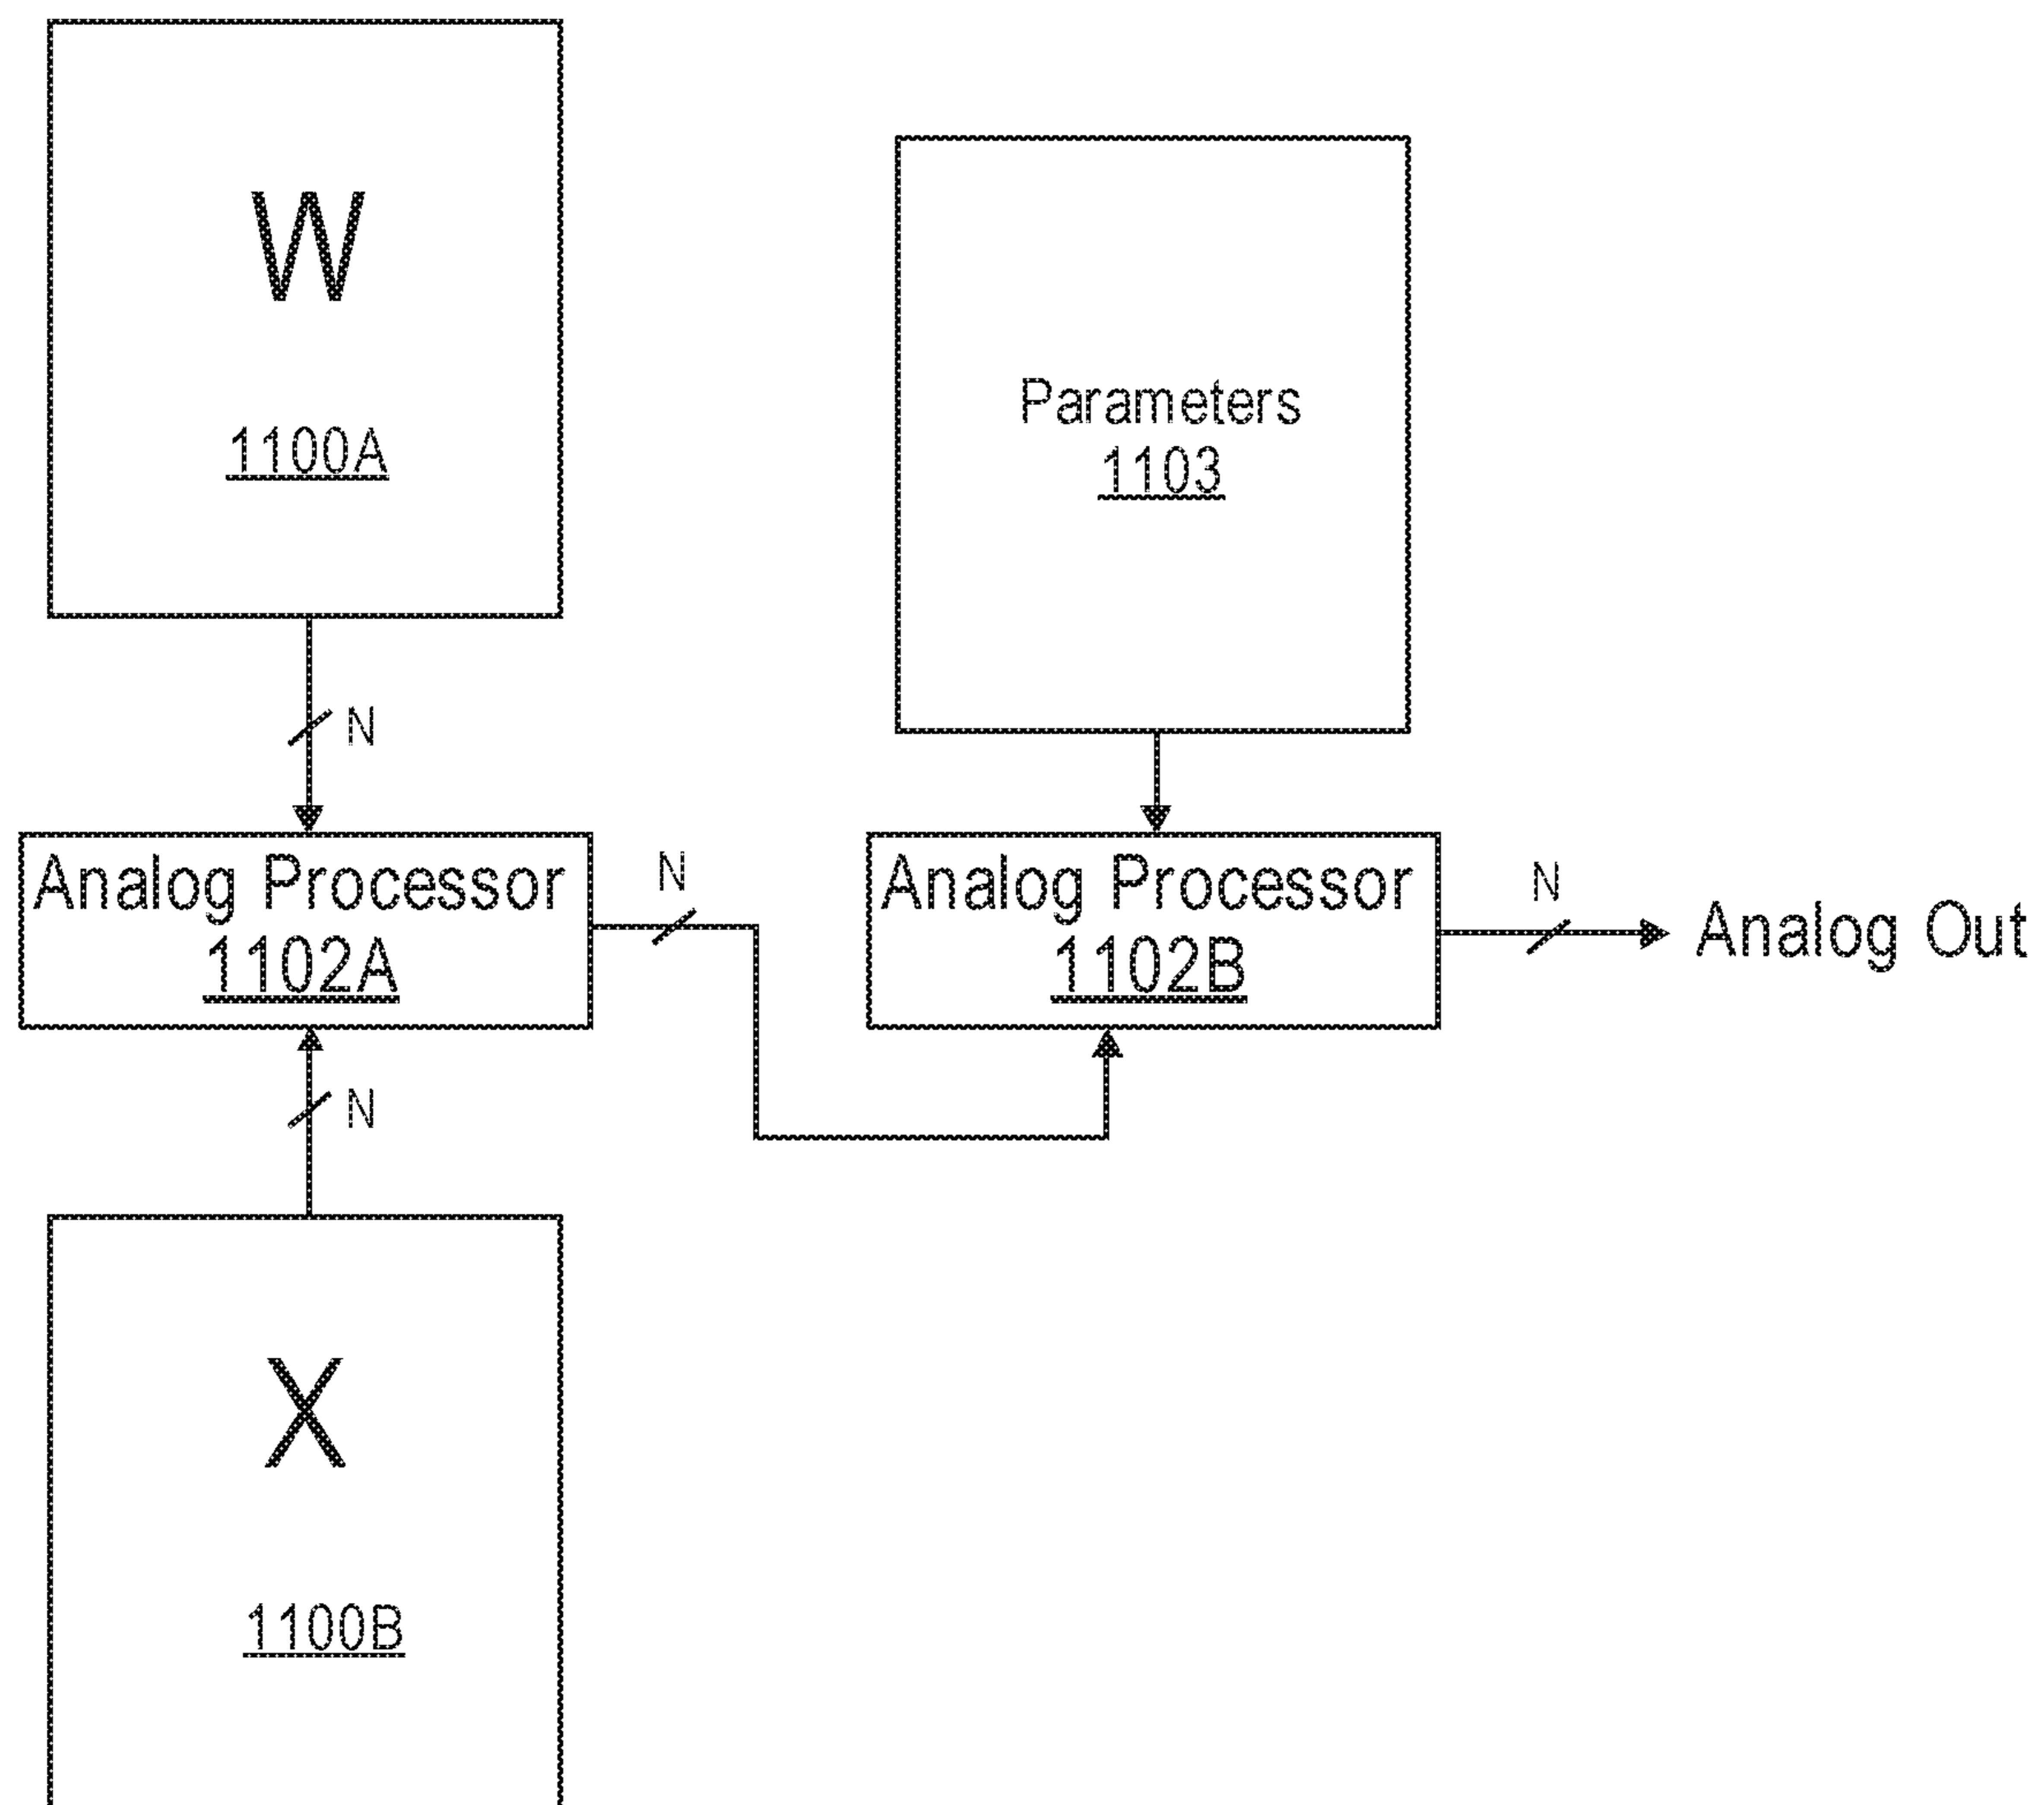 W
1100A
Parameters
1103
N
Analog Processor
1102A
N
Analog Processor
1102B
N
Analog Out
N
X
1100B